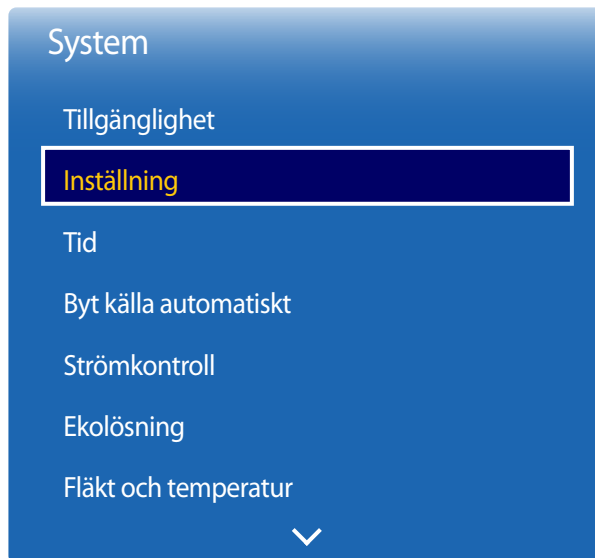 System
Tillgänglighet
Inställning
Tid
Byt källa automatiskt
Strömkontroll
Ekolösning
Fläkt och temperatur